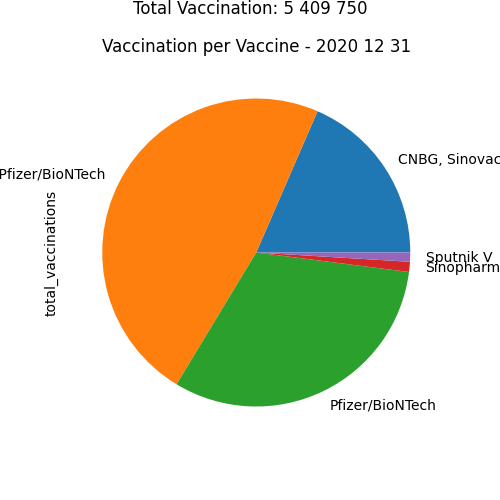 Total Vaccination: 5 409 750
Vaccination per Vaccine - 2020 12 31
CNBG, Sinovac
Pfizer/BioNTech
total_vaccinations
Sputnik V
Sinopharm
Pfizer/BioNTech